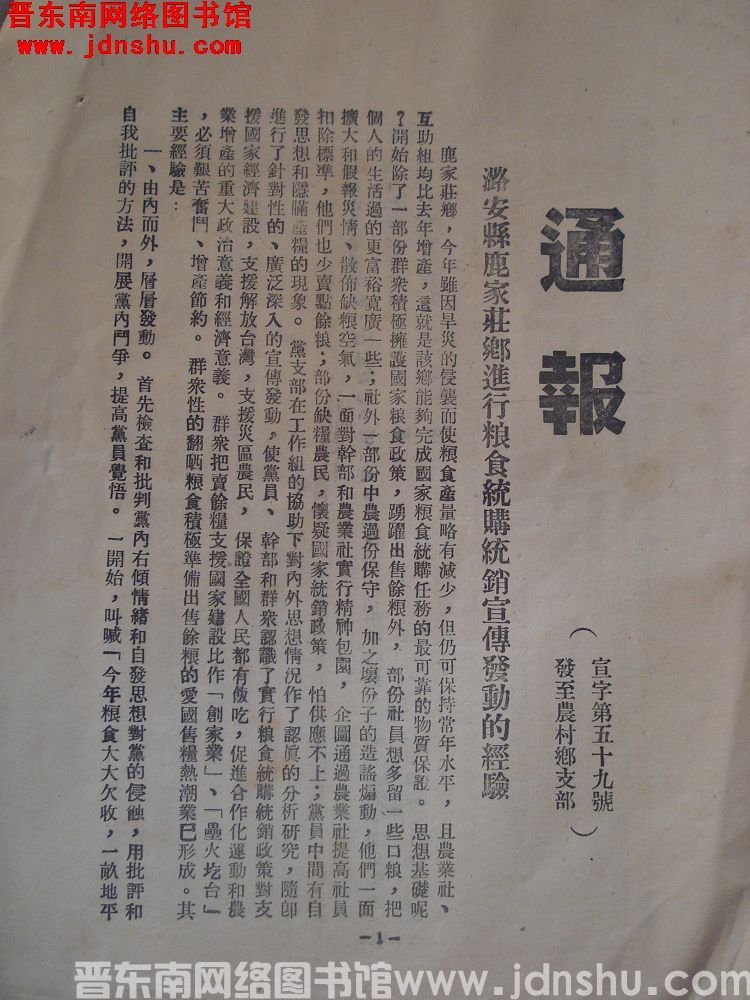 晋东南网络图书馆
www.jdnshu.com
通報
（宣字第五十九號
發至農村鄉支部）
潞安縣鹿家莊鄉進行粮食統購統銷宣傳發動的經驗
鹿家莊鄉，今年雖因旱災的侵襲而使粮食產量略有減少，但仍可保持常年水平，且農業社、
互助組均比去年增產，這就是該鄉能夠完成國家粮食統購任務的最可靠的物質保證。思想基礎呢
？開始除了一部份群衆積極擁護國家粮食政策，踴躍出售餘粮外，部份社員想多留一些口粮，把
個人的生活過的更富裕寬廣一些；社外一部份中農過份保守，加之壞份子的造謠煽動，他們一面
擴大和假報災情、散佈缺粮空氣，一面對幹部和農業社實行精神包圍，企圖通過農業社提高社員
扣除標準，他們也少賣點餘粮；部份缺糧農民，懷疑國家統銷政策，怕供應不上；黨員中間有自
發思想和隱瞞產糧的現象。黨支部在工作組的協助下對內外思想情況作了認眞的分析研究，隨卽
進行了針對性的、廣泛深入的宣傳發動，使黨員、幹部和群衆認識了實行粮食統購統銷政策對支
援國家經濟建設，支援解放台灣，支援災區農民，保證全國人民都有飯吃，促進合作化運動和農
業增產的重大政治意義和經濟意義。群衆把賣餘糧支援國家建設比作「創家業」、「壘火圪台」
，必須艱苦奮鬥、增產節約。群衆性的翻晒粮食積極準備出售餘粮的愛國售糧熱潮業已形成。其
主要經驗是：
一、由內而外，層層發動。首先檢查和批判黨內右傾情緒和自發思想對黨的侵蝕，用批評和
自我批評的方法，開展黨內鬥爭，提高黨員覺悟。一開始，叫喊「今年粮食大大欠收，一畝地平
-1-
晋东南网络图书馆 www.jdnshu.com